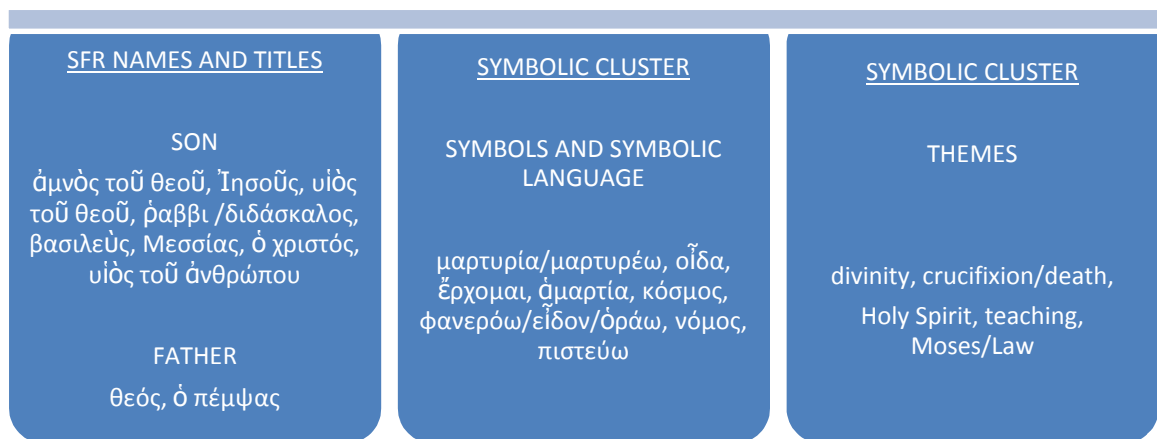 SFR NAMES AND TITLES
SON
ἀμνὸς τοῦ θεοῦ, Ἰησοῦς, υἱὸς
τοῦ θεοῦ, ῥαββι /διδάσκαλος,
βασιλεὺς, Μεσσίας, ὁ χριστός,
υἱὸς τοῦ ἀνθρώπου
FATHER
θεός, ὁ πέμψας
SYMBOLIC CLUSTER
SYMBOLS AND SYMBOLIC
LANGUAGE
μαρτυρία/μαρτυρέω, οἶδα,
ἔρχομαι, ἁμαρτία, κόσμος,
φανερόω/εἶδον/ὁράω, νόμος,
πιστεύω
SYMBOLIC CLUSTER
THEMES
divinity, crucifixion/death,
Holy Spirit, teaching,
Moses/Law